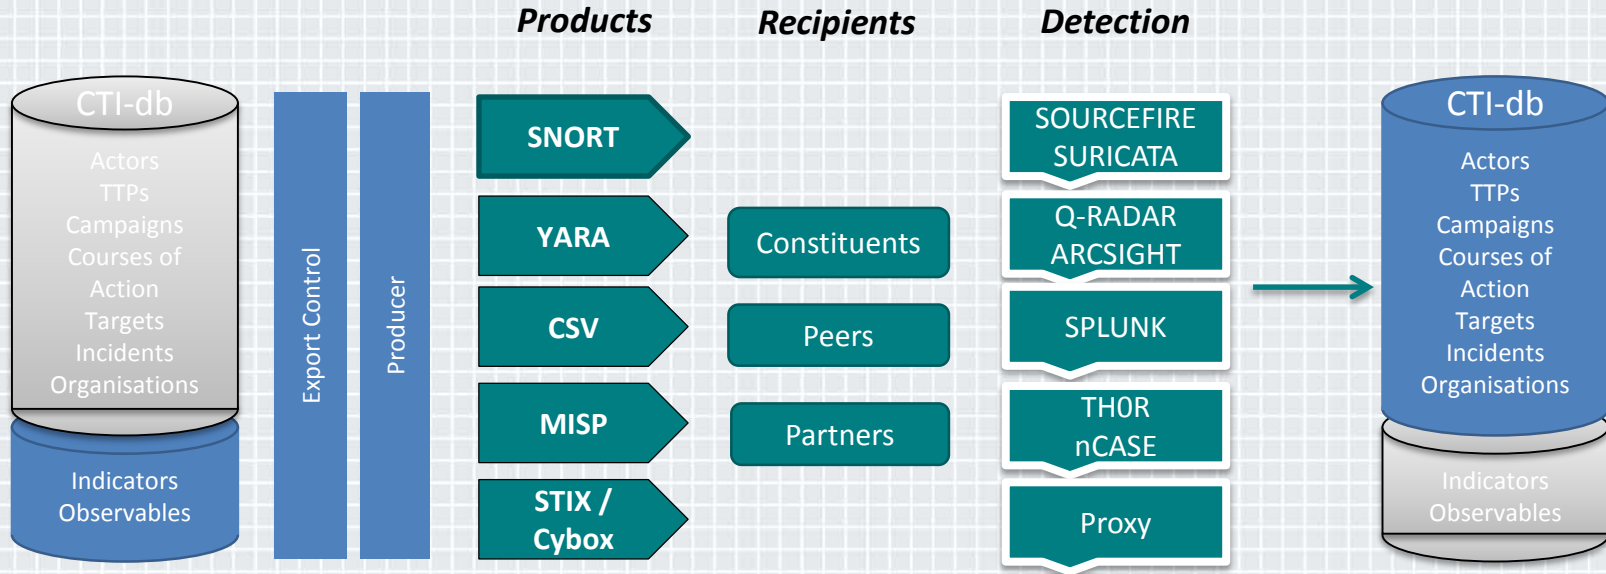 Products
Recipients
Detection
CTI-db
Actors
TTPs
Campaigns
Courses of
Action
Targets
Incidents
Organisations
Indicators
Observables
Export Control
Producer
SNORT
YARA
CSV
MISP
STIX /
Cybox
Constituents
Peers
Partners
SOURCEFIRE
SURICATA
Q-RADAR
ARCSIGHT
SPLUNK
TH0R
nCASE
Proxy
CTI-db
Actors
TTPs
Campaigns
Courses of
Action
Targets
Incidents
Organisations
Indicators
Observables